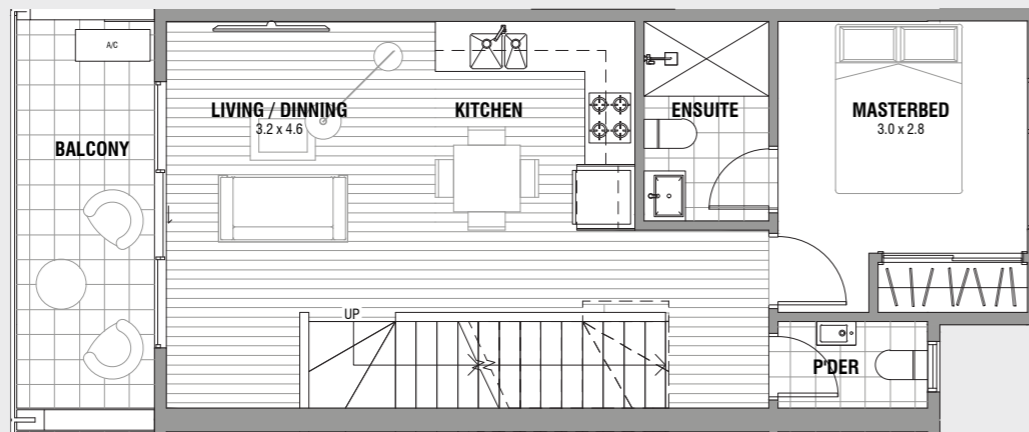 A/C
BALCONY
LIVING / DINNING
3.2 x 4.6
KITCHEN
ENSUITE
MASTERBED
3.0 x 2.8
UP
P'DER